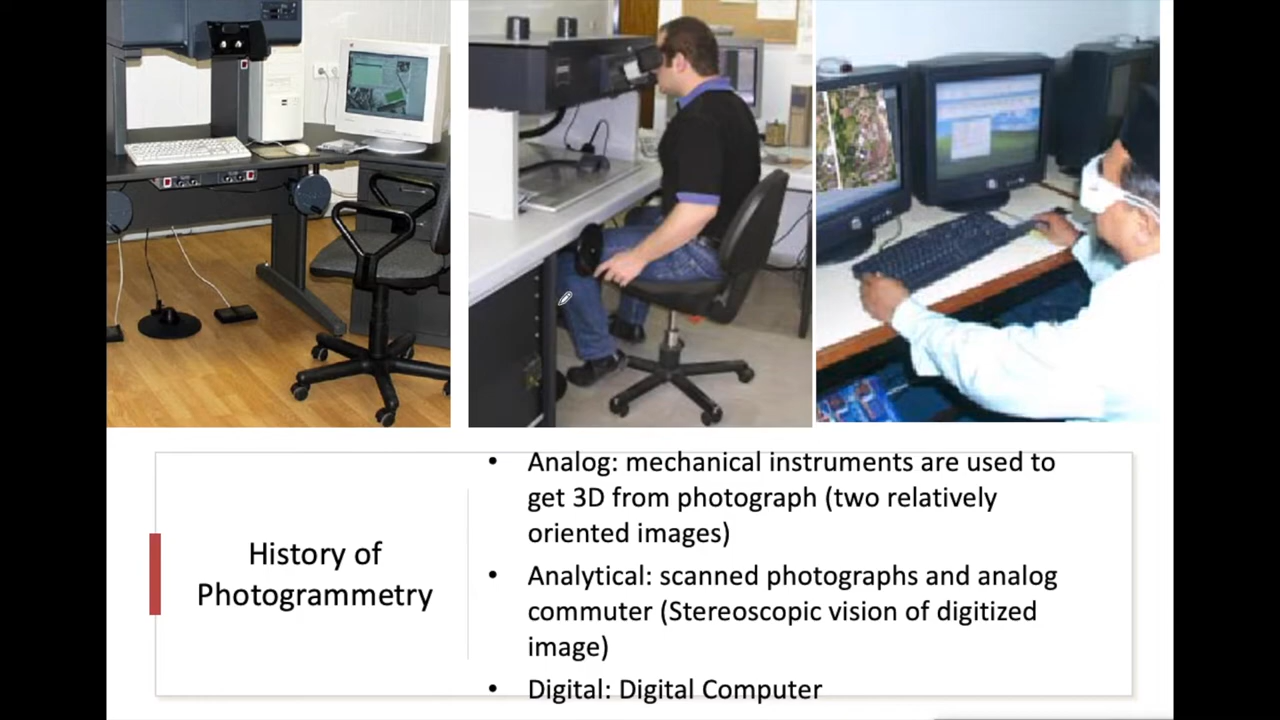 History of
Photogrammetry
• Analog: mechanical instruments are used to
get 3D from photograph (two relatively
oriented images)
• Analytical: scanned photographs and analog
commuter (Stereoscopic vision of digitized
image)
• Digital: Digital Computer